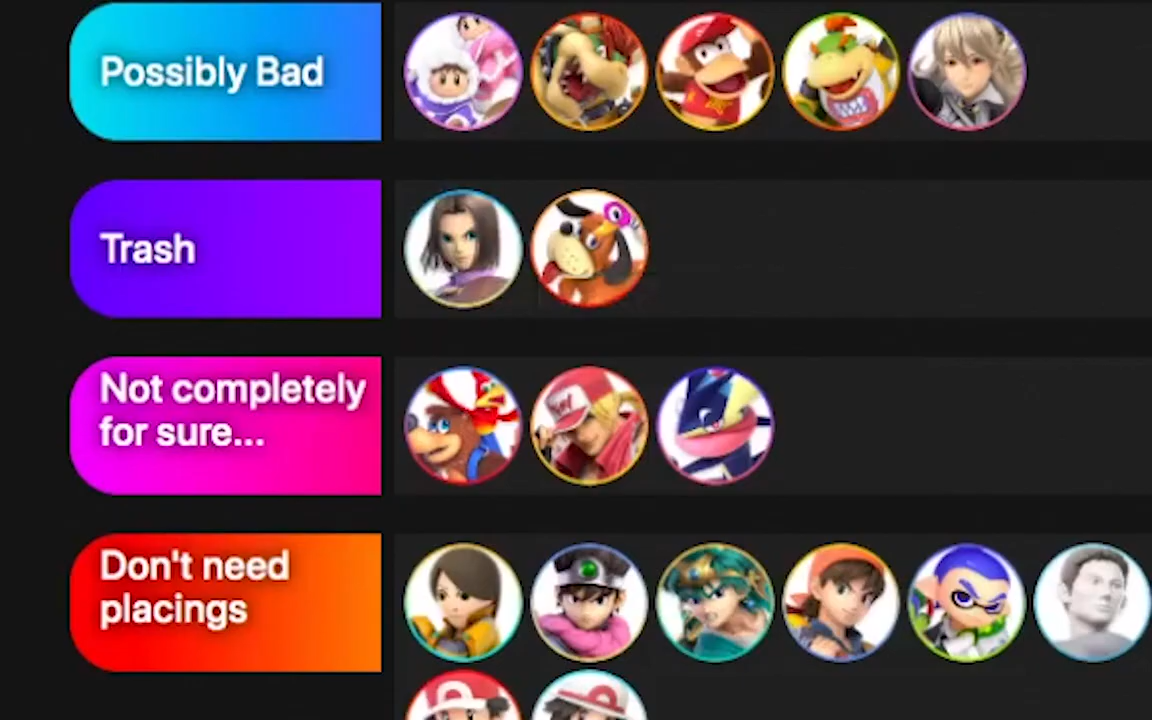 Possibly Bad
Trash
Not completely
for sure...
Don't need
placings